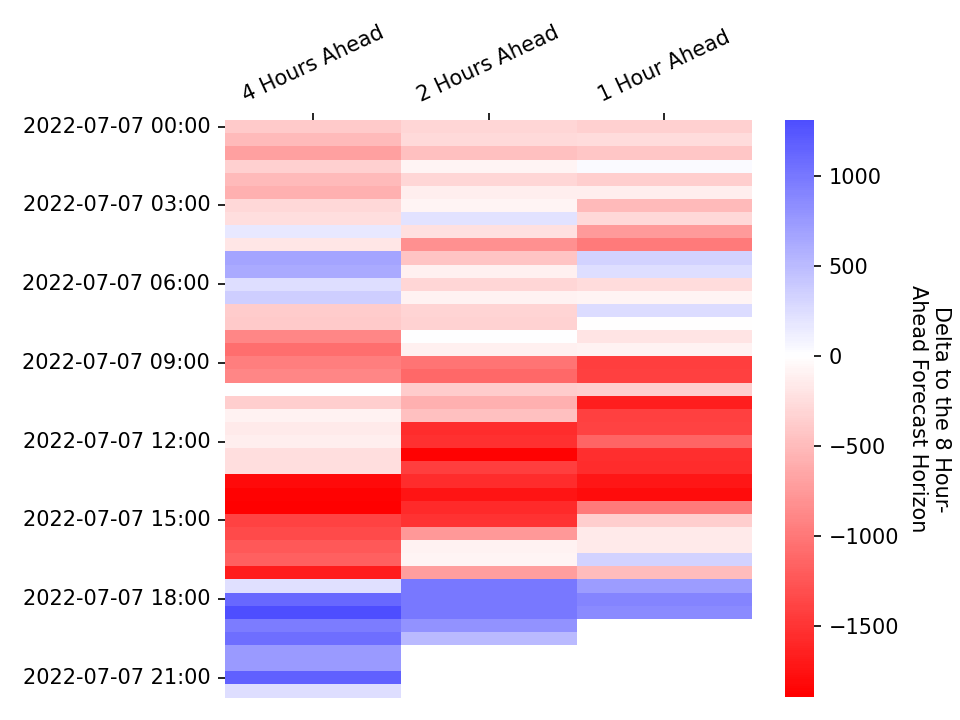 4 Hours Ahead
2 Hours Ahead
1 Hour Ahead
2022-07-07 00:00
2022-07-07 03:00
2022-07-07 06:00
2022-07-07 09:00
2022-07-07 12:00
2022-07-07 15:00
2022-07-07 18:00
2022-07-07 21:00
1000
500
0
−500
−1000
−1500
Delta to the 8 Hour-
Ahead Forecast Horizon